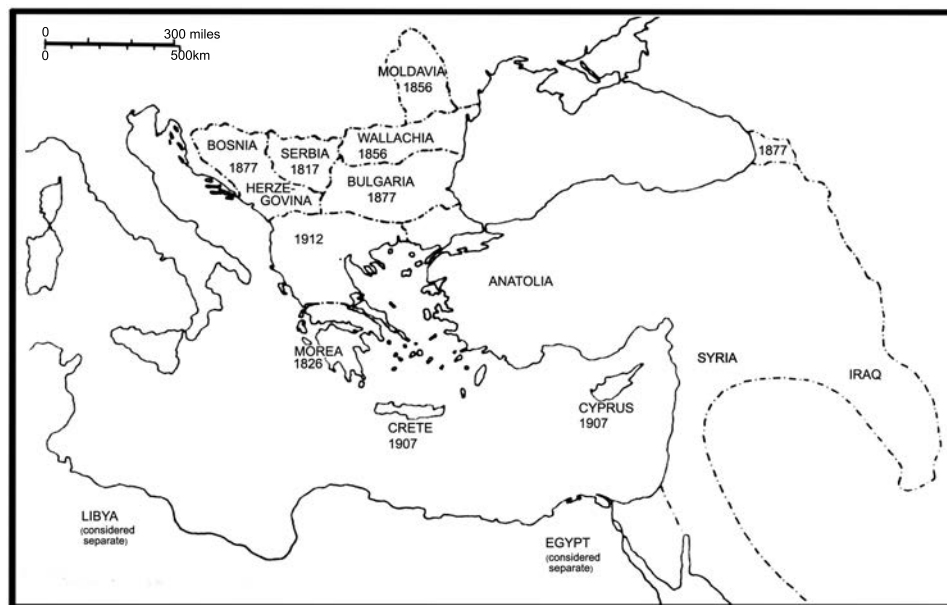 0 300 miles
0 500km
MOLDAVIA
1856
BOSNIA
1877
SERBIA
1817
WALLACHIA
1856
1877
HERZE-
GOVINA
BULGARIA
1877
1912
ANATOLIA
MOREA
1826
SYRIA
IRAQ
CRETE
1907
CYPRUS
1907
LIBYA
(considered
separate)
EGYPT
(considered
separate)